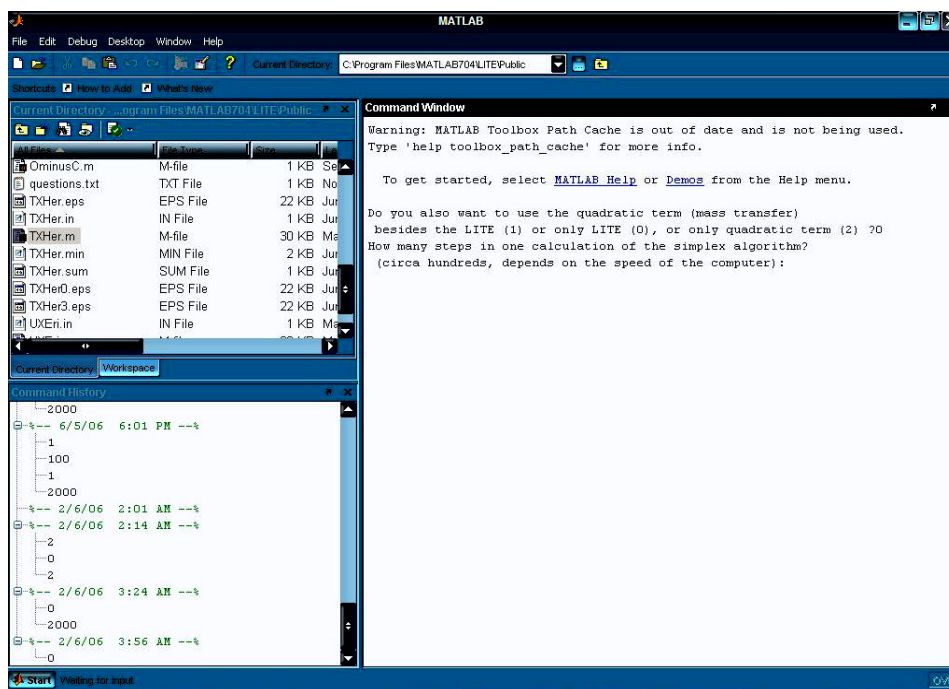 MATLAB
File Edit Debug Desktop Window Help
Current Directory: C:\Program Files\MATLAB704\LITE\Public
Shortcuts How to Add What's New
Current Directory - ...ogram Files\MATLAB704\LITE\Public
All Files File Type Size
OminusC.m M-file 1 KB Se
questions.txt TXT File 1 KB No
TXHer.eps EPS File 22 KB Jur
TXHer.in IN File 1 KB Jur
TXHer.m M-file 30 KB Ma
TXHer.min MIN File 2 KB Jur
TXHer.sum SUM File 1 KB Jur
TXHer0.eps EPS File 22 KB Jur
TXHer3.eps EPS File 22 KB Jur
UXEri.in IN File 1 KB Ma
Current Directory Workspace
Command History
2000
%-- 6/5/06 6:01 PM --%
1
100
1
2000
%-- 2/6/06 2:01 AM --%
%-- 2/6/06 2:14 AM --%
2
0
2
%-- 2/6/06 3:24 AM --%
0
2000
%-- 2/6/06 3:56 AM --%
0
Command Window
Warning: MATLAB Toolbox Path Cache is out of date and is not being used.
Type 'help toolbox_path_cache' for more info.
To get started, select MATLAB Help or Demos from the Help menu.
Do you also want to use the quadratic term (mass transfer)
besides the LITE (1) or only LITE (0), or only quadratic term (2) ?0
How many steps in one calculation of the simplex algorithm?
(circa hundreds, depends on the speed of the computer):
Start Waiting for input